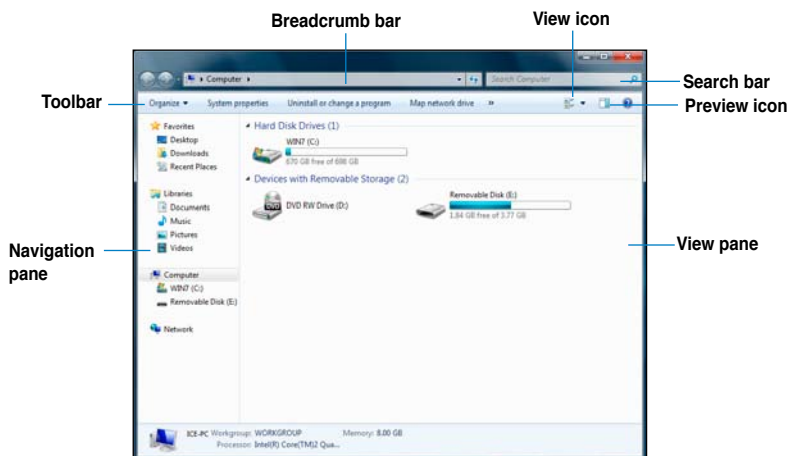 Breadcrumb bar
View icon
Computer
Search Computer
Search bar
Toolbar
Organize
System properties
Uninstall or change a program
Map network drive
»
Preview icon
Favorites
Desktop
Downloads
Recent Places
Libraries
Documents
Music
Pictures
Videos
Computer
WIN7 (C:)
Removable Disk (E:)
Network
Navigation
pane
Hard Disk Drives (1)
WIN7 (C:)
670 GB free of 698 GB
Devices with Removable Storage (2)
DVD RW Drive (D:)
Removable Disk (E:)
1.84 GB free of 3.77 GB
View pane
ICE-PC Workgroup: WORKGROUP Memory: 8.00 GB
Processor: Intel(R) Core(TM)2 Qua...